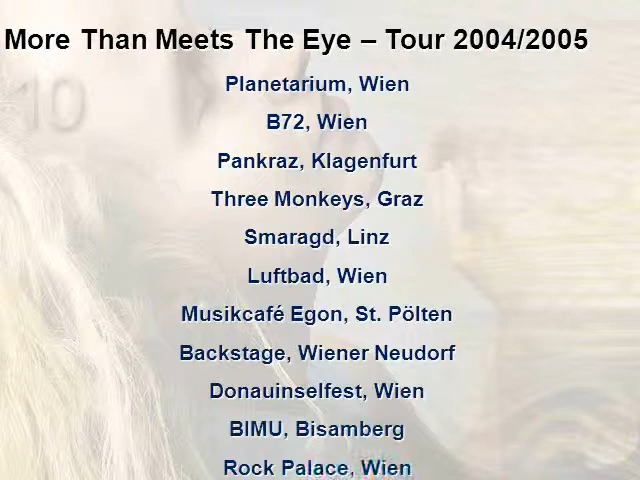 More Than Meets The Eye – Tour 2004/2005
10
Planetarium, Wien
B72, Wien
Pankraz, Klagenfurt
Three Monkeys, Graz
Smaragd, Linz
Luftbad, Wien
Musikcafé Egon, St. Pölten
Backstage, Wiener Neudorf
Donauinselfest, Wien
BIMU, Bisamberg
Rock Palace, Wien